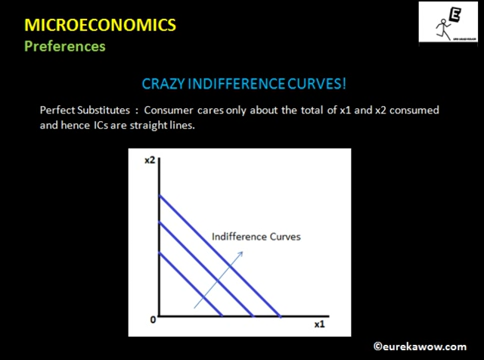 MICROECONOMICS
Preferences
E
CRAZY INDIFFERENCE CURVES!
Perfect Substitutes : Consumer cares only about the total of x1 and x2 consumed
and hence ICs are straight lines.
x2
Indifference Curves
0
x1
©eurekawow.com